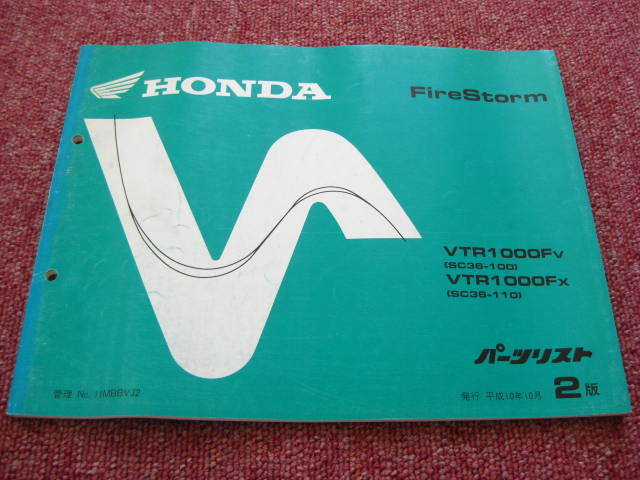 HONDA
FireStorm
VTR1000FV
(SC36-100)
VTR1000FX
(SC36-110)
パーツリスト
管理 No. 11MBBVJ2
発行 平成10年10月 2版